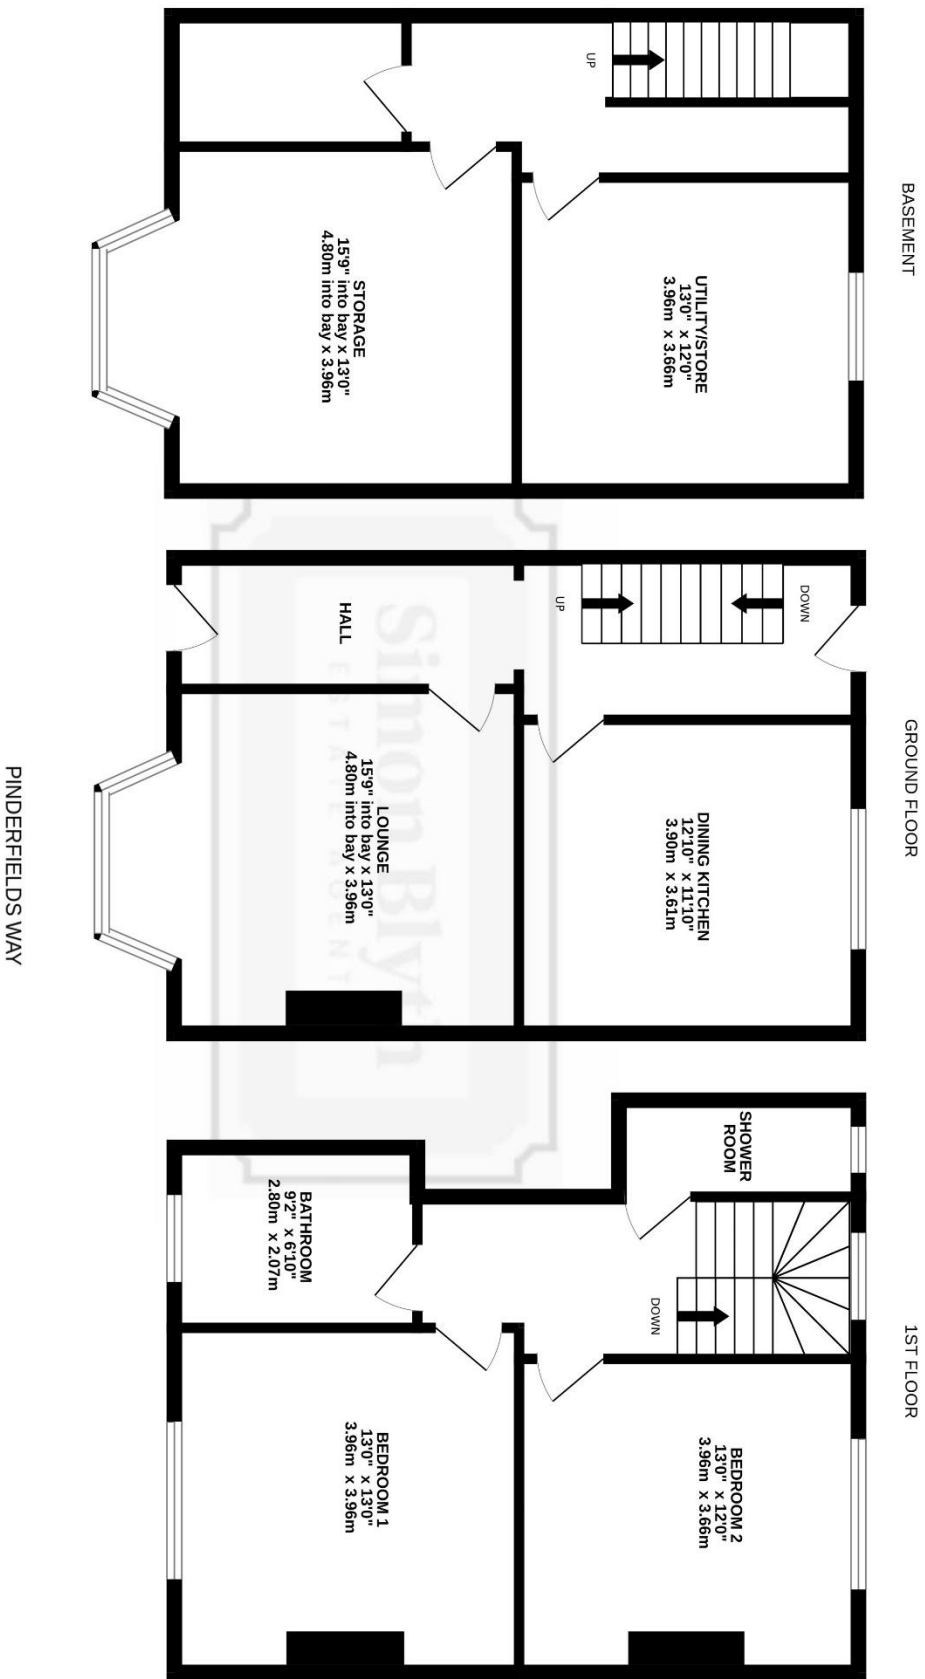 BASEMENT
UP
UTILITY/STORE
13'0" x 12'0"
3.96m x 3.66m
STORAGE
15'9" into bay x 13'0"
4.80m into bay x 3.96m
GROUND FLOOR
DOWN
UP
HALL
DINING KITCHEN
12'10" x 11'10"
3.90m x 3.61m
LOUNGE
15'9" into bay x 13'0"
4.80m into bay x 3.96m
Simon Blyth
ESTATE AGENTS
1ST FLOOR
SHOWER
ROOM
DOWN
BATHROOM
9'2" x 6'10"
2.80m x 2.07m
BEDROOM 2
13'0" x 12'0"
3.96m x 3.66m
BEDROOM 1
13'0" x 13'0"
3.96m x 3.96m
PINDERFIELDS WAY